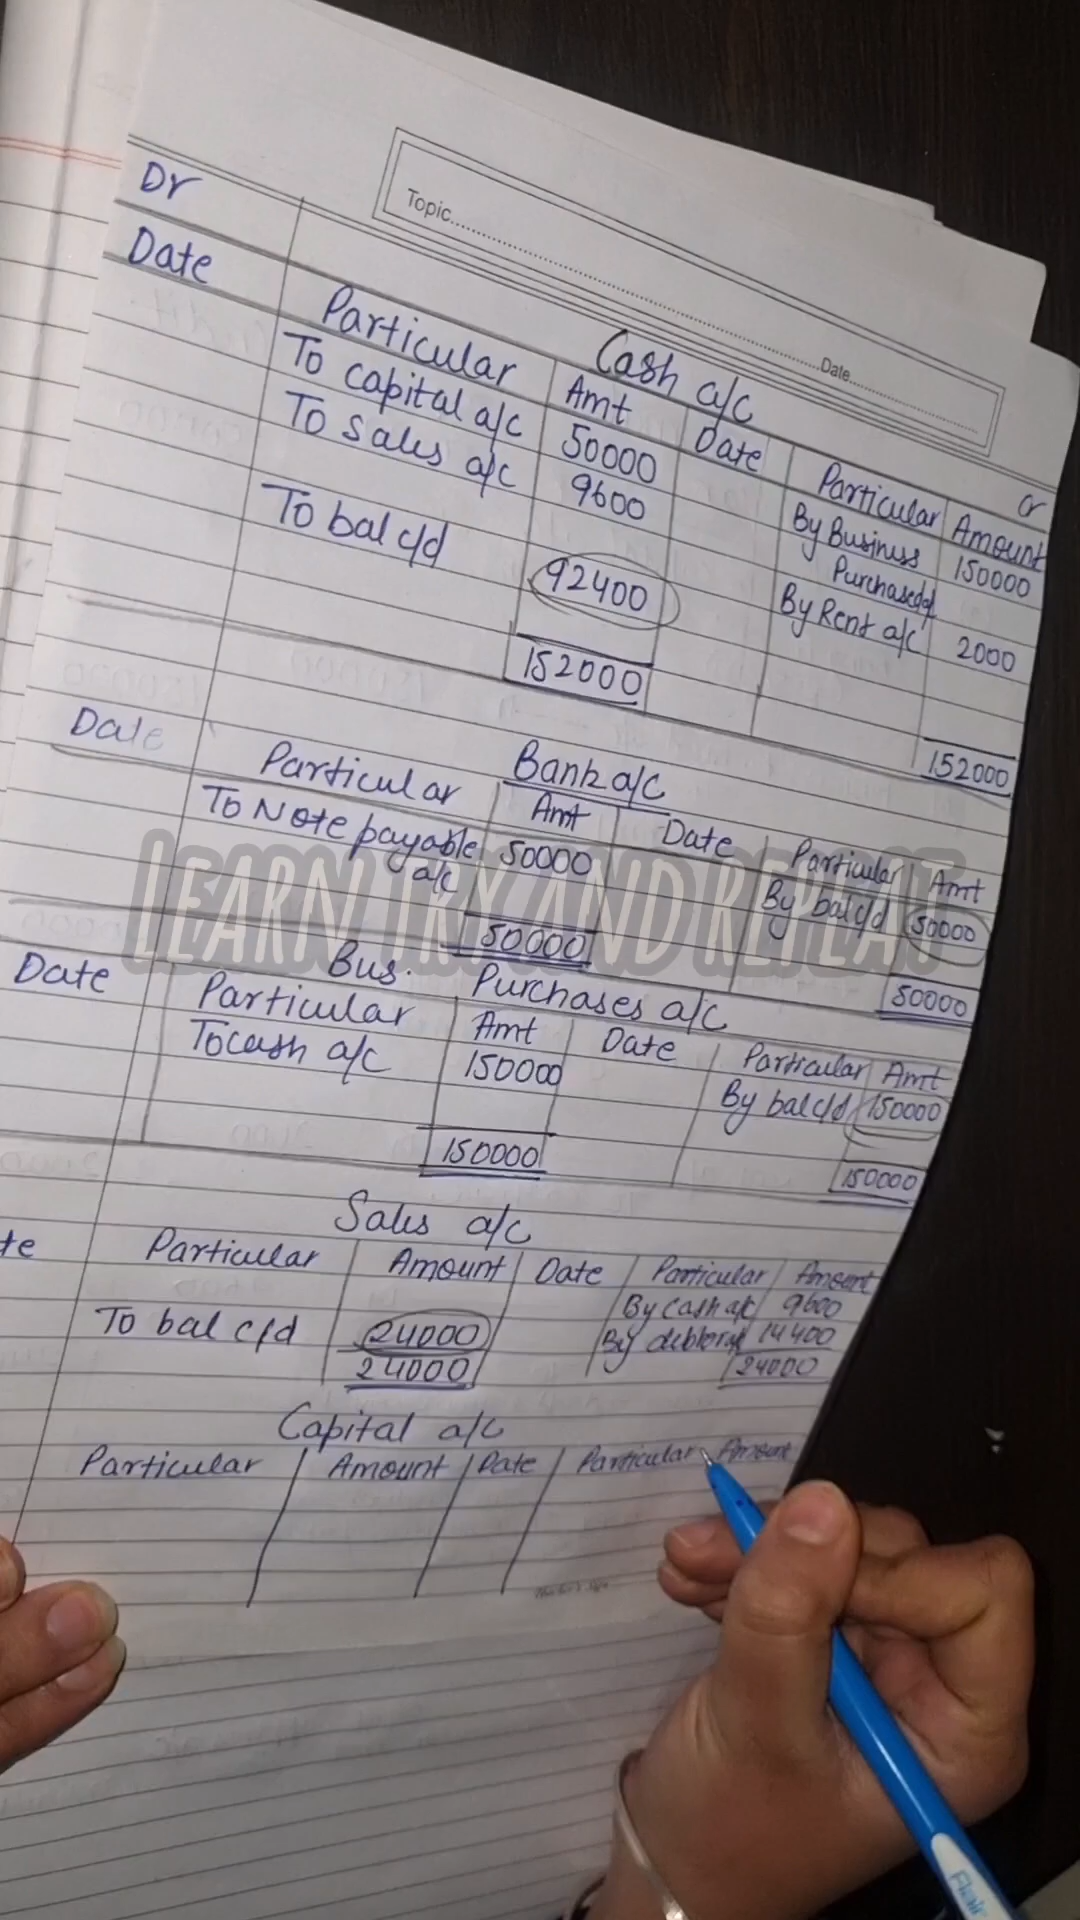 Topic
Date
Dr
Cash a/c
Cr
Date Particular Amt Date Particular Amount
To capital a/c 50000 By Business 150000
Purchase a/c
To Sales a/c 9600 By Rent a/c 2000
To bal c/d 92400
152000 152000
Bank a/c
Date Particular Amt Date Particular Amt
To Note payable 50000 By bal c/d 50000
a/c
50000 50000
Bus. Purchases a/c
Date Particular Amt Date Particular Amt
To cash a/c 150000 By bal c/d 150000
150000 150000
Sales a/c
te Particular Amount Date Particular Amount
By cash a/c 9600
To bal c/d 24000 By debtor a/c 14400
24000 24000
Capital a/c
Particular Amount Date Particular Amount
LEARN TRY AND REPEAT
Flair